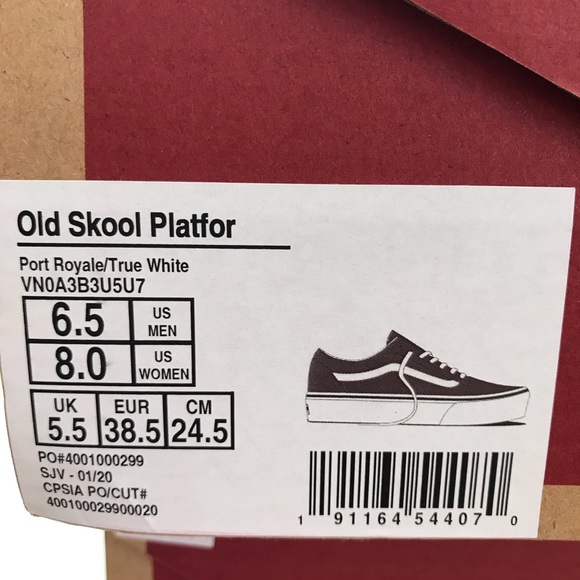 Old Skool Platfor
Port Royale/True White
VN0A3B3U5U7
6.5 US MEN
8.0 US WOMEN
UK EUR CM
5.5 38.5 24.5
PO#4001000299
SJV - 01/20
CPSIA PO/CUT#
400100029900020
1 91164 54407 0